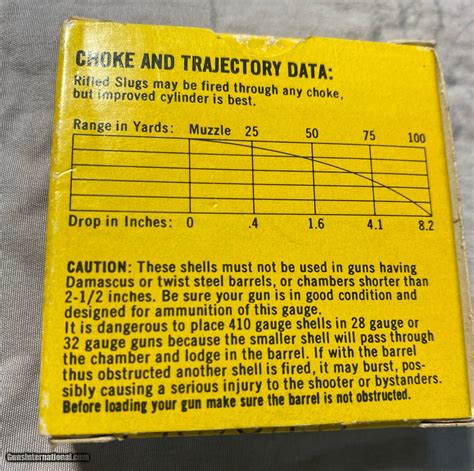 CHOKE AND TRAJECTORY DATA:
Rifled Slugs may be fired through any choke,
but improved cylinder is best.
Range in Yards: Muzzle 25 50 75 100
Drop in Inches: 0 .4 1.6 4.1 8.2
CAUTION: These shells must not be used in guns having
Damascus or twist steel barrels, or chambers shorter than
2-1/2 inches. Be sure your gun is in good condition and
designed for ammunition of this gauge.
It is dangerous to place 410 gauge shells in 28 gauge or
32 gauge guns because the smaller shell will pass through
the chamber and lodge in the barrel. If with the barrel
thus obstructed another shell is fired, it may burst, pos-
sibly causing a serious injury to the shooter or bystanders.
Before loading your gun make sure the barrel is not obstructed.
GunsInternational.com